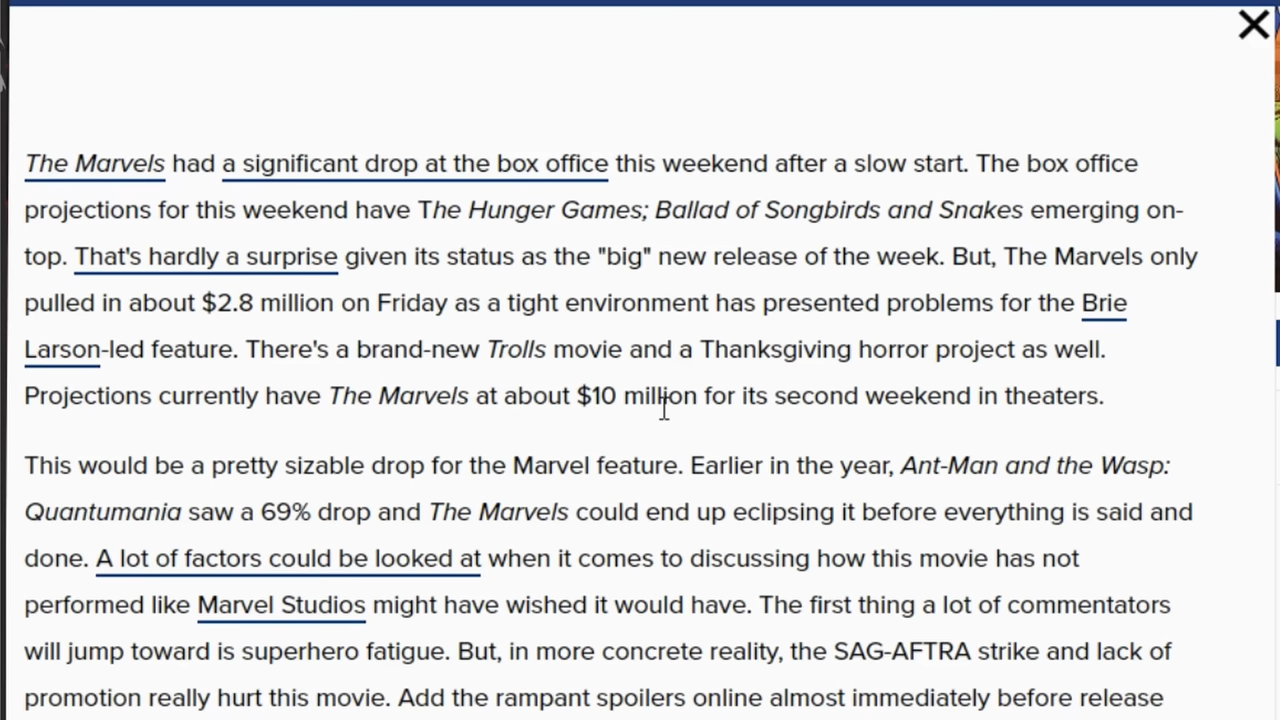 The Marvels had a significant drop at the box office this weekend after a slow start. The box office
projections for this weekend have The Hunger Games; Ballad of Songbirds and Snakes emerging on-
top. That's hardly a surprise given its status as the "big" new release of the week. But, The Marvels only
pulled in about $2.8 million on Friday as a tight environment has presented problems for the Brie
Larson-led feature. There's a brand-new Trolls movie and a Thanksgiving horror project as well.
Projections currently have The Marvels at about $10 million for its second weekend in theaters.
This would be a pretty sizable drop for the Marvel feature. Earlier in the year, Ant-Man and the Wasp:
Quantumania saw a 69% drop and The Marvels could end up eclipsing it before everything is said and
done. A lot of factors could be looked at when it comes to discussing how this movie has not
performed like Marvel Studios might have wished it would have. The first thing a lot of commentators
will jump toward is superhero fatigue. But, in more concrete reality, the SAG-AFTRA strike and lack of
promotion really hurt this movie. Add the rampant spoilers online almost immediately before release